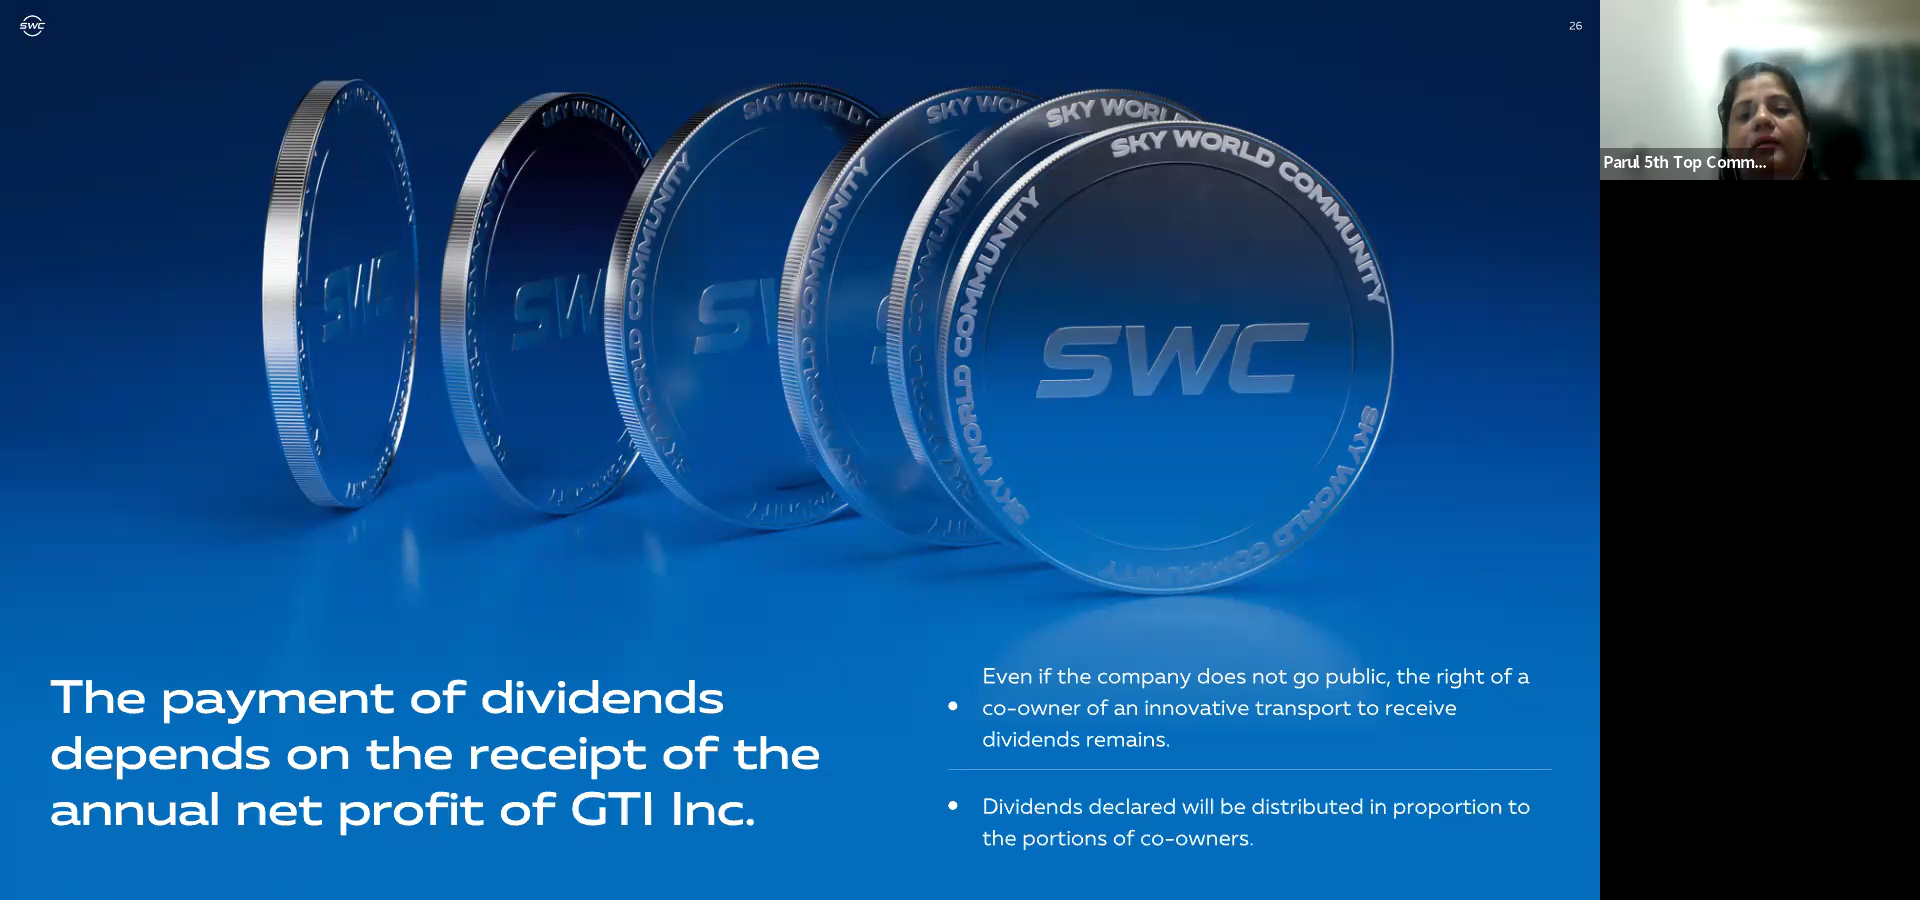 SWC
26
SKY WORLD COMMUNITY
SKY WORLD COMMUNITY
SWC
Parul 5th Top Comm...
The payment of dividends
depends on the receipt of the
annual net profit of GTI Inc.
Even if the company does not go public, the right of a
co-owner of an innovative transport to receive
dividends remains.
Dividends declared will be distributed in proportion to
the portions of co-owners.